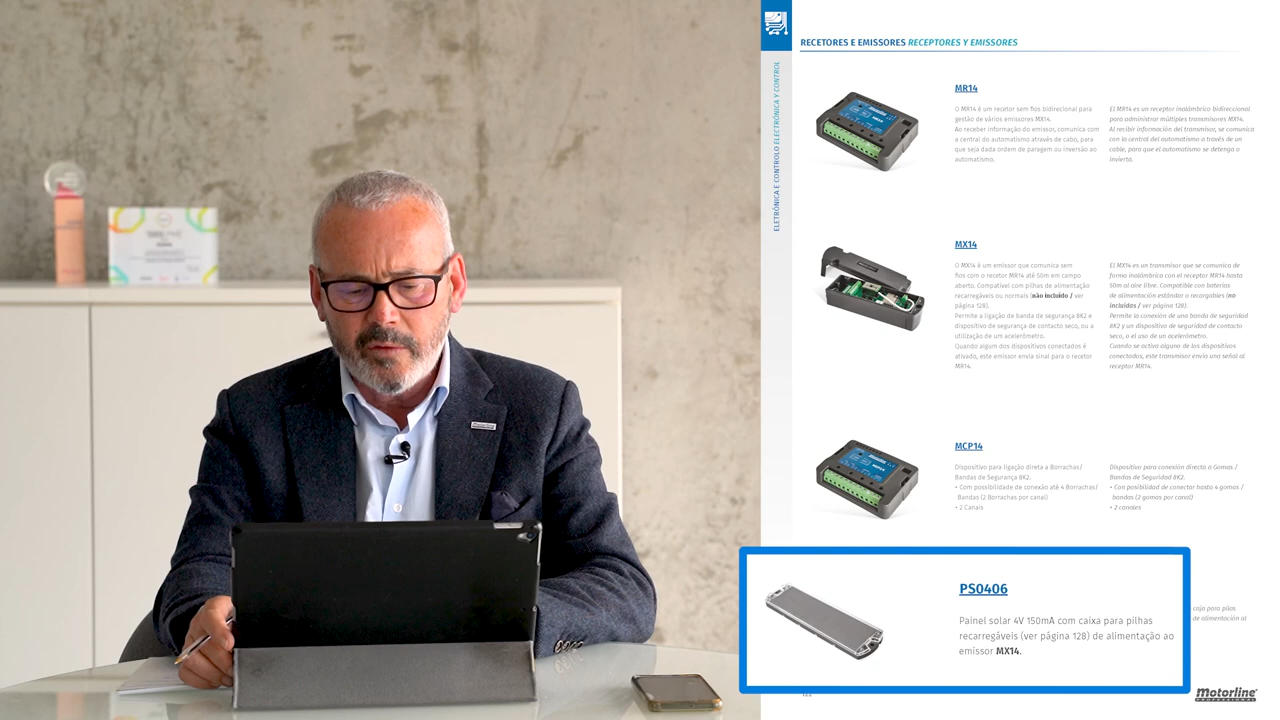 RECETORES E EMISSORES RECEPTORES Y EMISSORES
ELETRÓNICA E CONTROLO ELECTRÓNICA Y CONTROL
MR14
O MR14 é um recetor sem fios bidirecional para
gestão de vários emissores MX14.
Ao receber informação do emissor, comunica com
a central do automatismo através de cabo, para
que seja dada ordem de paragem ou inversão ao
automatismo.
El MR14 es un receptor inalámbrico bidireccional
para administrar múltiples transmisores MX14.
Al recibir información del transmisor, se comunica
con la central del automatismo a través de un
cable, para que el automatismo se detenga o
invierta.
MX14
O MX14 é um emissor que comunica sem
fios com o recetor MR14 até 50m em campo
aberto. Compatível com pilhas de alimentação
recarregáveis ou normais (não incluído / ver
página 128).
Permite a ligação de banda de segurança 8K2 e
dispositivo de segurança de contacto seco, ou a
utilização de um acelerômetro.
Quando algum dos dispositivos conectados é
ativado, este emissor envia sinal para o recetor
MR14.
El MX14 es un transmisor que se comunica de
forma inalámbrica con el receptor MR14 hasta
50m al aire libre. Compatible con baterías
de alimentación estándar o recargables (no
incluidas / ver página 128).
Permite la conexión de una banda de seguridad
8K2 y un dispositivo de seguridad de contacto
seco, o el uso de un acelerómetro.
Cuando se activa alguno de los dispositivos
conectados, este transmisor envía una señal al
receptor MR14.
MCP14
Dispositivo para ligação direta a Borrachas/
Bandas de Segurança 8K2.
• Com possibilidade de conexão até 4 Borrachas/
Bandas (2 Borrachas por canal)
• 2 Canais
Dispositivo para conexión directa a Gomas /
Bandas de Seguridad 8K2.
• Con posibilidad de conectar hasta 4 gomas /
bandas (2 gomas por canal)
• 2 canales
PS0406
Painel solar 4V 150mA com caixa para pilhas
recarregáveis (ver página 128) de alimentação ao
emissor MX14.
caja para pilas
de alimentación al
motorline
PROFESSIONAL